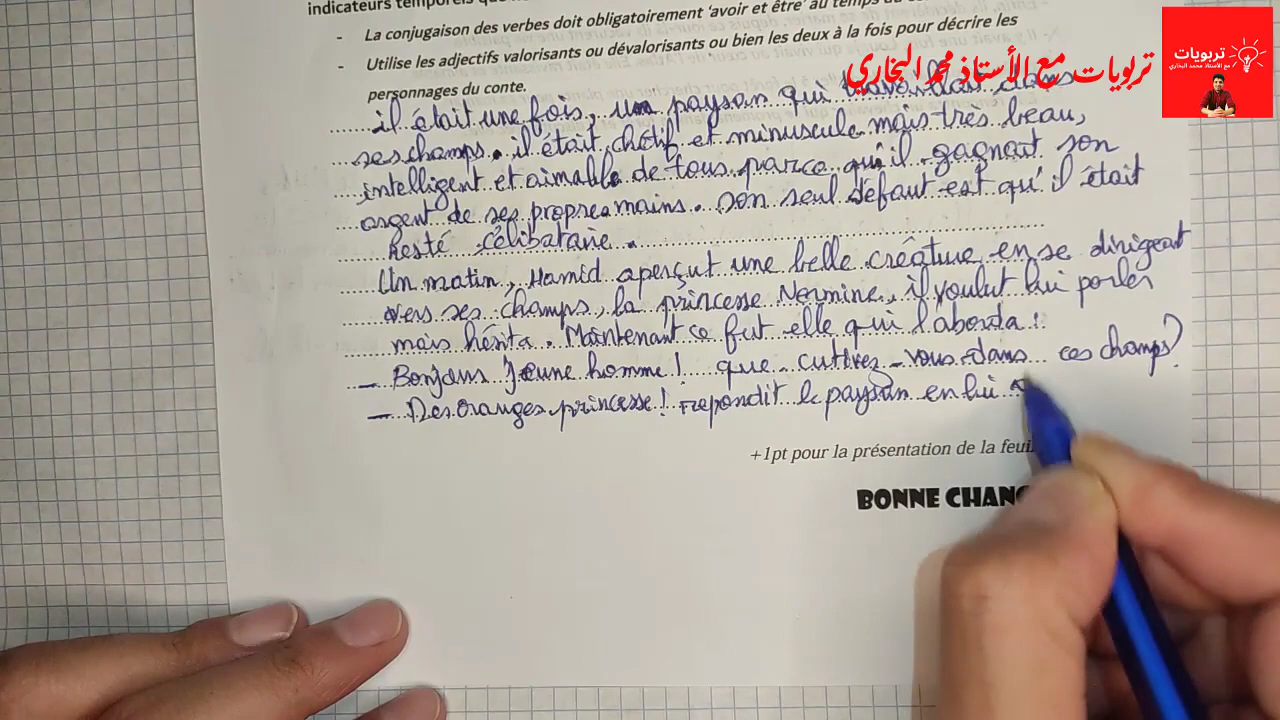 indicateurs temporels que
- La conjugaison des verbes doit obligatoirement ‘avoir et être’ au temps du
- Utilise les adjectifs valorisants ou dévalorisants ou bien les deux à la fois pour décrire les
personnages du conte.
تربويات مع الأستاذ محمد البخاري
تربويات
مع الأستاذ محمد البخاري
il était une fois, un paysan qui travaillait dans
ses champs. il était chétif et minuscule mais très beau,
intelligent et aimable de tous parce qu'il gagnait son
argent de ses propres mains. son seul défaut est qu'il était
resté célibataire.
Un matin, Hamid aperçut une belle créature en se dirigeant
vers ses champs, la princesse Nermine, il voulut lui parler
mais hésita. Maintenant ce fut elle qui l'aborda :
- Bonjour jeune homme! que cultivez-vous dans ces champs?
- Des oranges princesse! repondit le paysan en lui
+1pt pour la présentation de la feui
BONNE CHANC